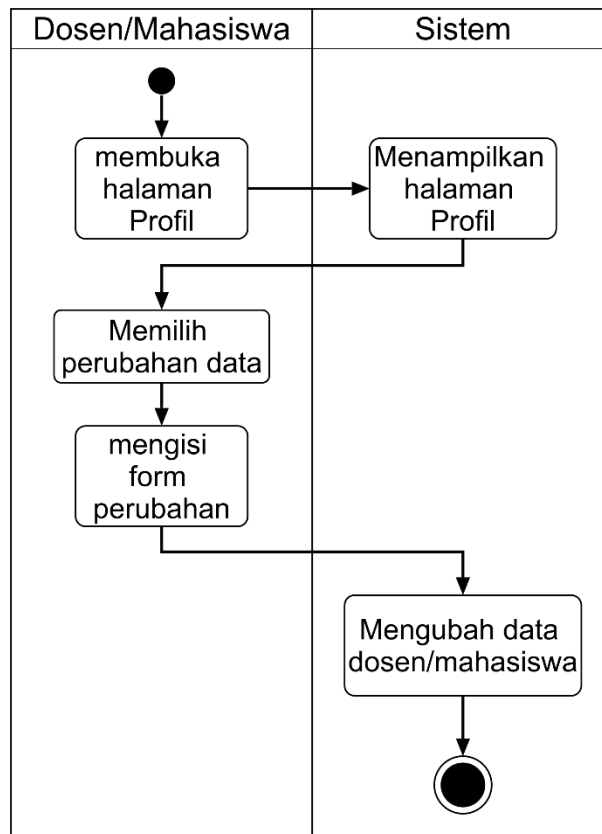 Dosen/Mahasiswa
Sistem
membuka
halaman
Profil
Menampilkan
halaman
Profil
Memilih
perubahan data
mengisi
form
perubahan
Mengubah data
dosen/mahasiswa